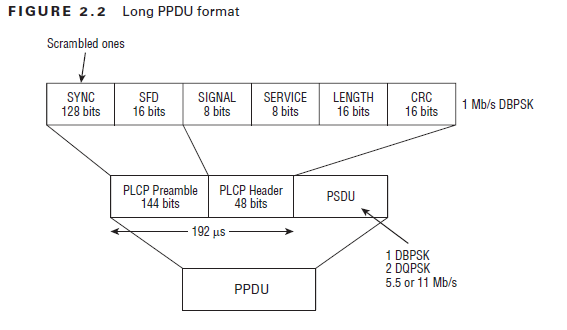 FIGURE 2.2 Long PPDU format
Scrambled ones
SYNC
128 bits
SFD
16 bits
SIGNAL
8 bits
SERVICE
8 bits
LENGTH
16 bits
CRC
16 bits
1 Mb/s DBPSK
PLCP Preamble
144 bits
PLCP Header
48 bits
PSDU
192 µs
1 DBPSK
2 DQPSK
5.5 or 11 Mb/s
PPDU